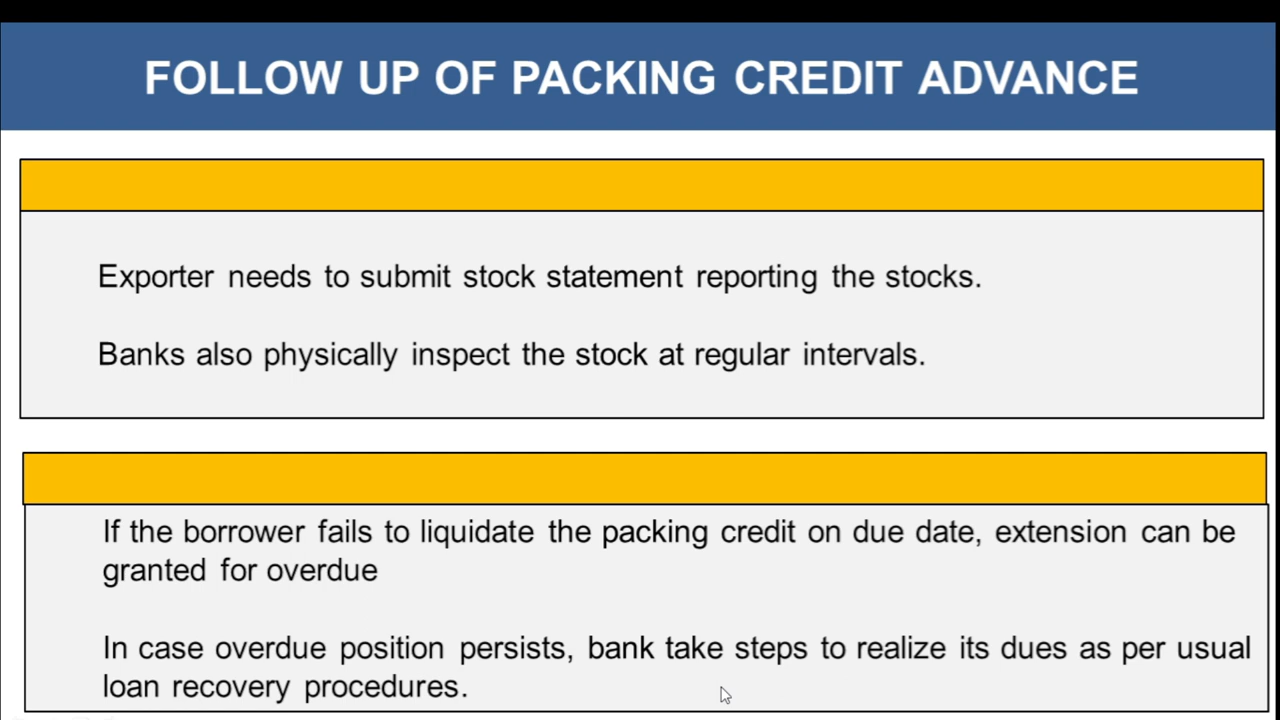 FOLLOW UP OF PACKING CREDIT ADVANCE
Exporter needs to submit stock statement reporting the stocks.
Banks also physically inspect the stock at regular intervals.
If the borrower fails to liquidate the packing credit on due date, extension can be
granted for overdue
In case overdue position persists, bank take steps to realize its dues as per usual
loan recovery procedures.